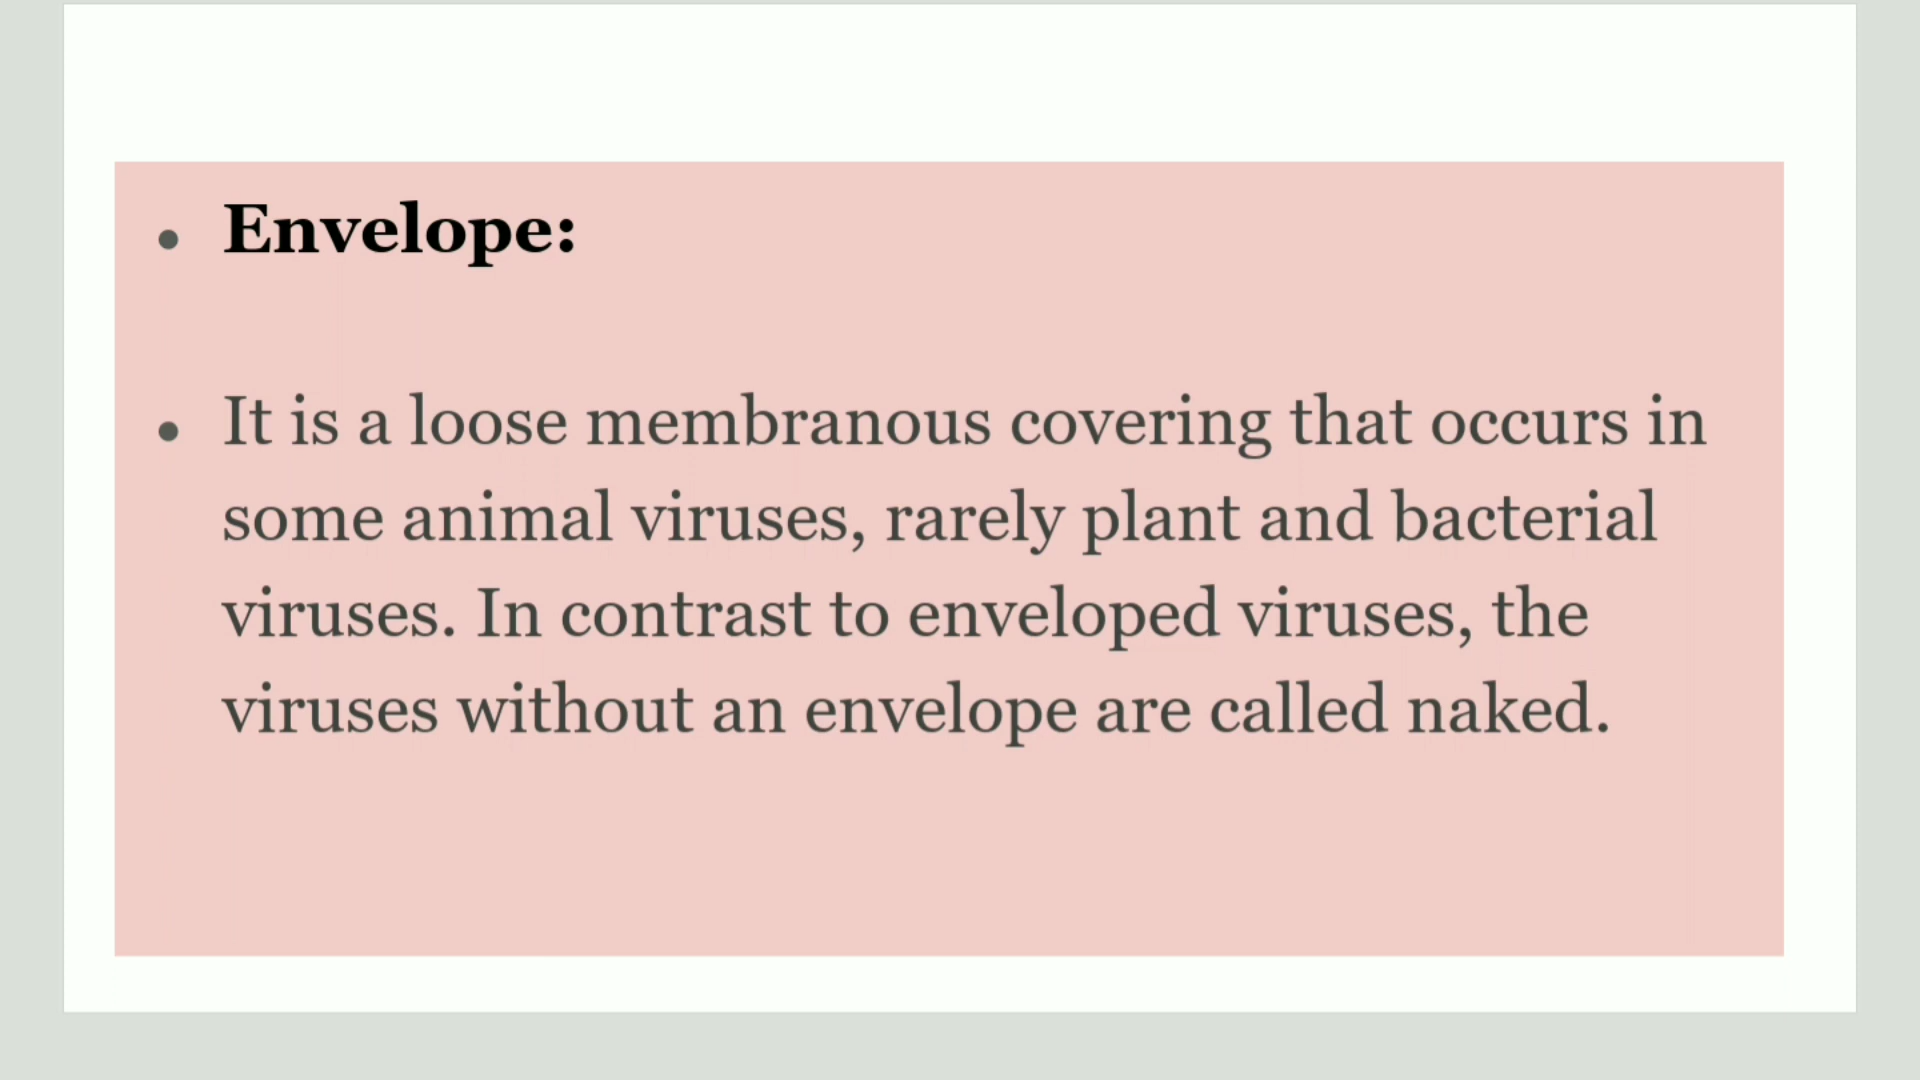 • Envelope:
• It is a loose membranous covering that occurs in
some animal viruses, rarely plant and bacterial
viruses. In contrast to enveloped viruses, the
viruses without an envelope are called naked.